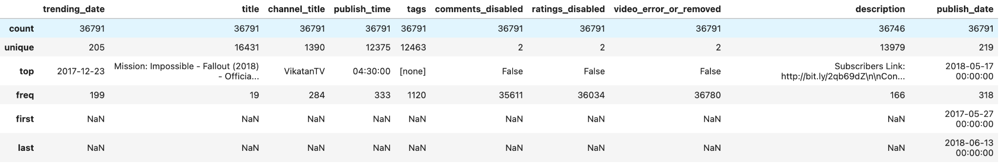 trending_date title channel_title publish_time tags comments_disabled ratings_disabled video_error_or_removed description publish_date
count 36791 36791 36791 36791 36791 36791 36791 36791 36746 36791
unique 205 16431 1390 12375 12463 2 2 2 13979 219
top 2017-12-23 Mission: Impossible - Fallout (2018) - Officia... VikatanTV 04:30:00 [none] False False False Subscribers Link: http://bit.ly/2qb69dZ\n\nCon... 2018-05-17 00:00:00
freq 199 19 284 333 1120 35611 36034 36780 166 318
first NaN NaN NaN NaN NaN NaN NaN NaN NaN 2017-05-27 00:00:00
last NaN NaN NaN NaN NaN NaN NaN NaN NaN 2018-06-13 00:00:00